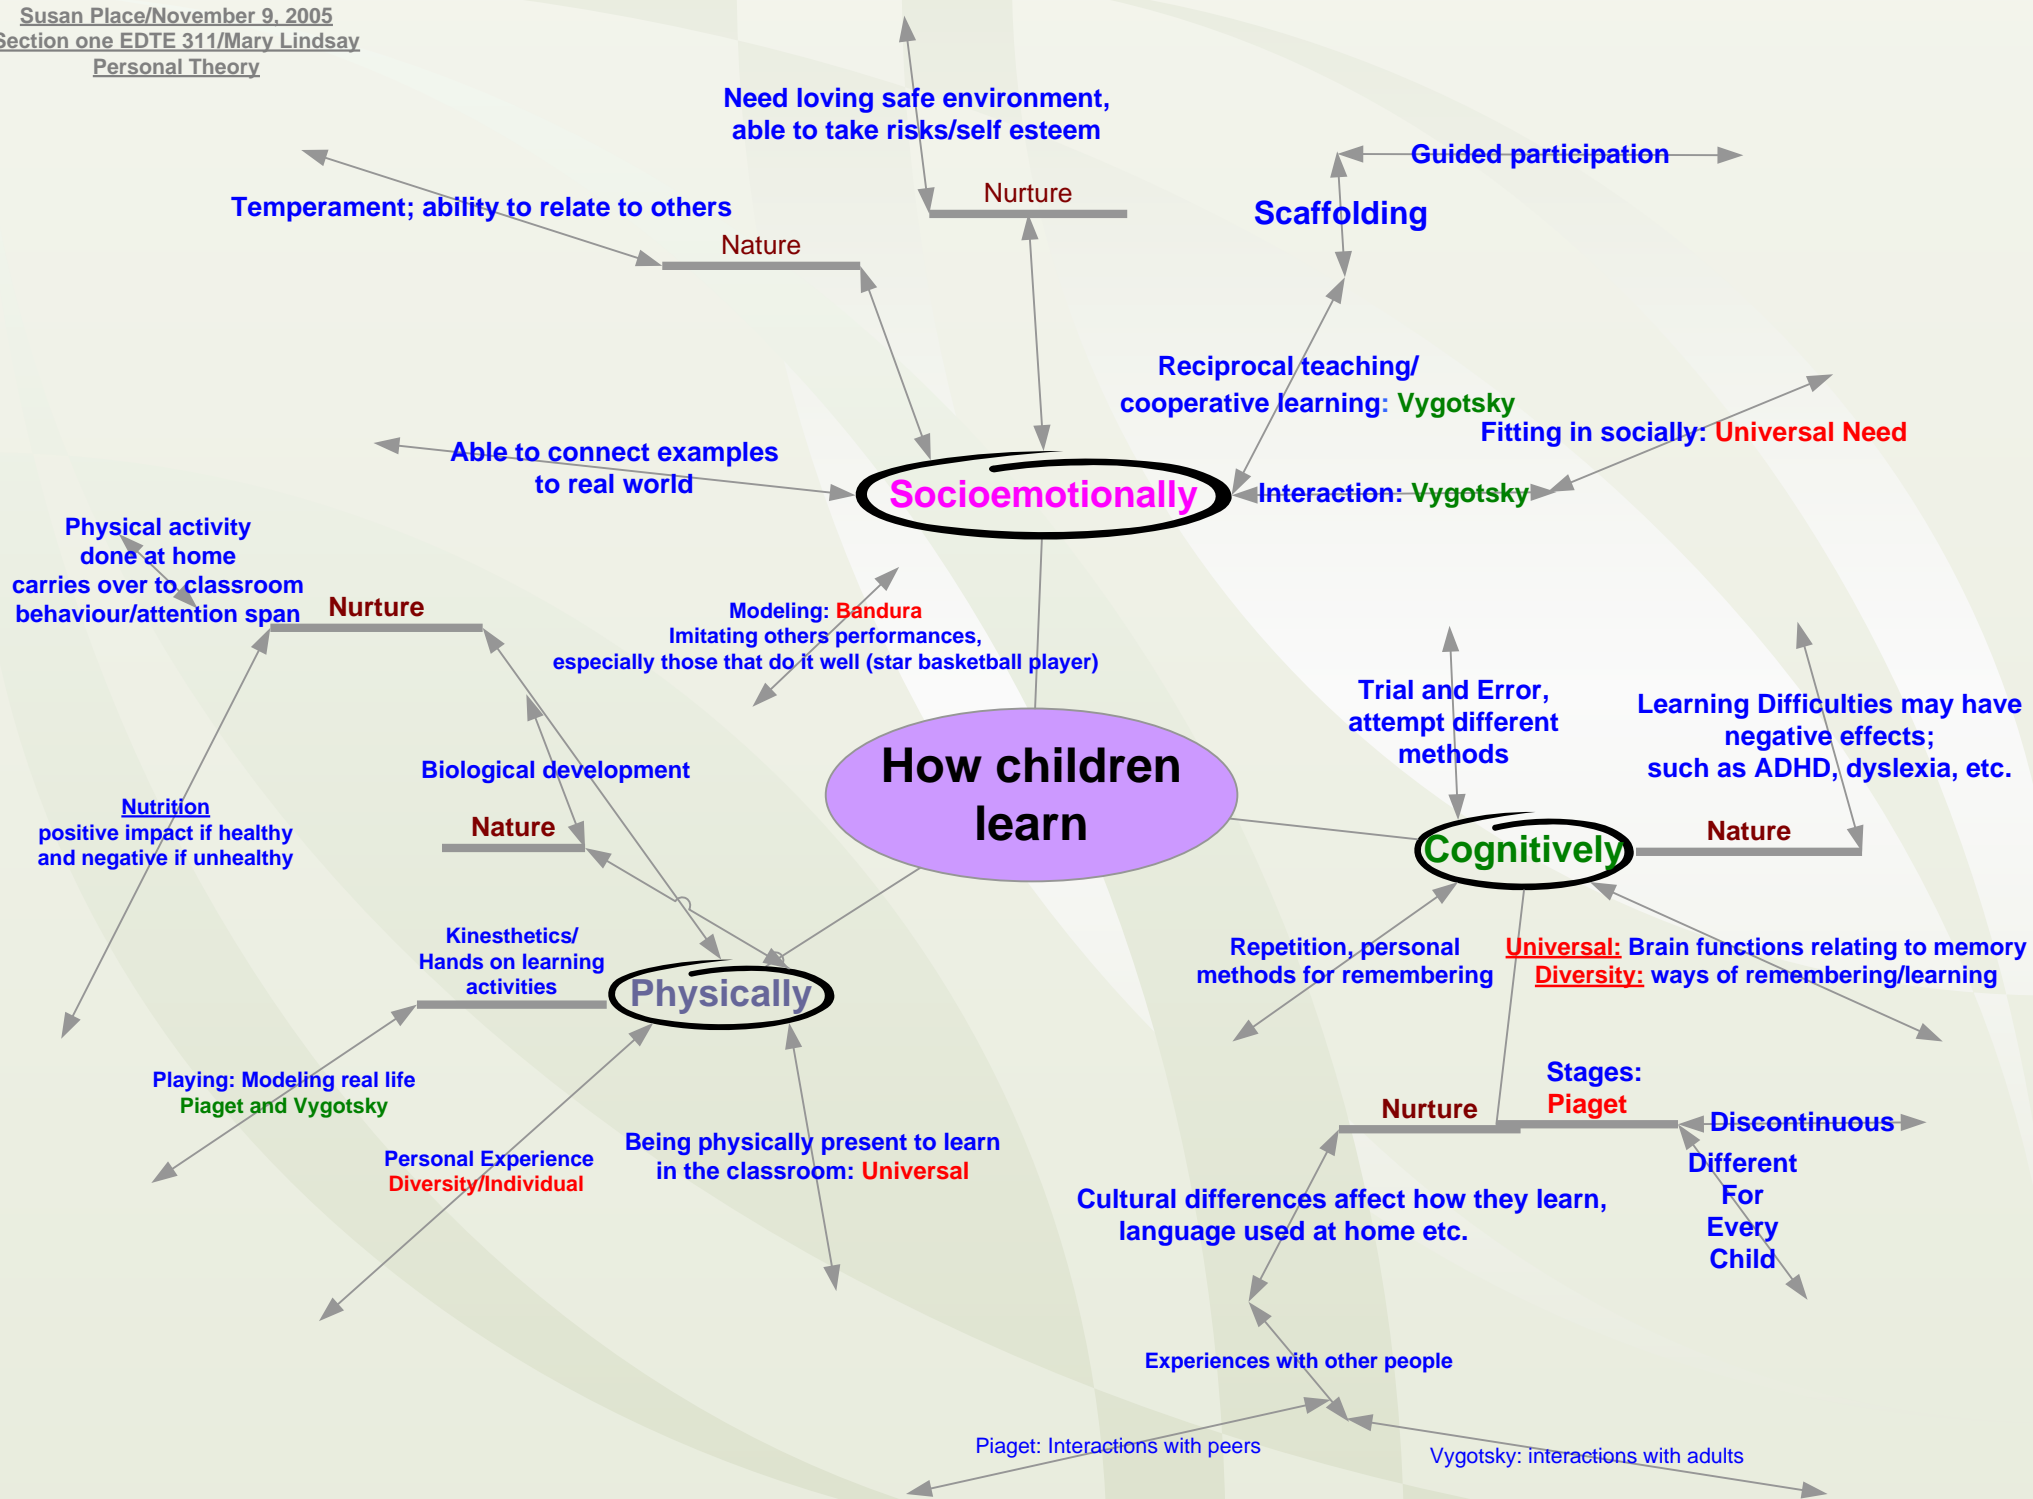 Susan Place/November 9, 2005
Section one EDTE 311/Mary Lindsay
Personal Theory
Need loving safe environment,
able to take risks/self esteem
Nurture
Temperament; ability to relate to others
Nature
Guided participation
Scaffolding
Reciprocal teaching/
cooperative learning: Vygotsky
Fitting in socially: Universal Need
Interaction: Vygotsky
Able to connect examples
to real world
Socioemotionally
Physical activity
done at home
carries over to classroom
behaviour/attention span
Nurture
Modeling: Bandura
Imitating others performances,
especially those that do it well (star basketball player)
Biological development
Nature
Nutrition
positive impact if healthy
and negative if unhealthy
How children
learn
Trial and Error,
attempt different
methods
Learning Difficulties may have
negative effects;
such as ADHD, dyslexia, etc.
Cognitively
Nature
Kinesthetics/
Hands on learning
activities
Physically
Repetition, personal
methods for remembering
Universal: Brain functions relating to memory
Diversity: ways of remembering/learning
Playing: Modeling real life
Piaget and Vygotsky
Personal Experience
Diversity/Individual
Being physically present to learn
in the classroom: Universal
Nurture
Stages:
Piaget
Discontinuous
Different
For
Every
Child
Cultural differences affect how they learn,
language used at home etc.
Experiences with other people
Piaget: Interactions with peers
Vygotsky: interactions with adults